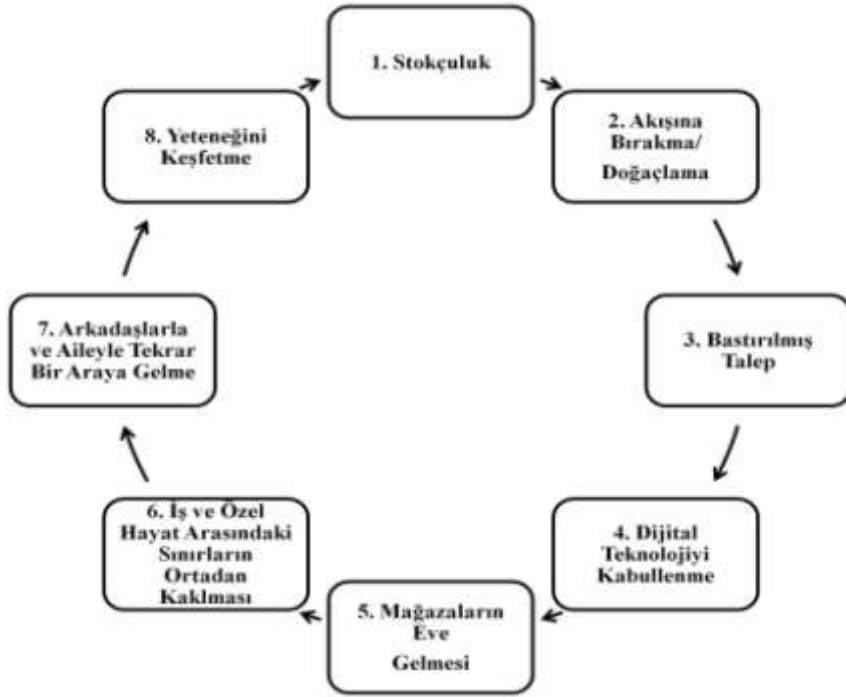 1. Stokçuluk
2. Akışına
Bırakma/
Doğaçlama
3. Bastırılmış
Talep
4. Dijital
Teknolojiyi
Kabullenme
5. Mağazaların
Eve
Gelmesi
6. İş ve Özel
Hayat Arasındaki
Sınırların
Ortadan
Kaklması
7. Arkadaşlarla
ve Aileyle Tekrar
Bir Araya Gelme
8. Yeteneğini
Keşfetme